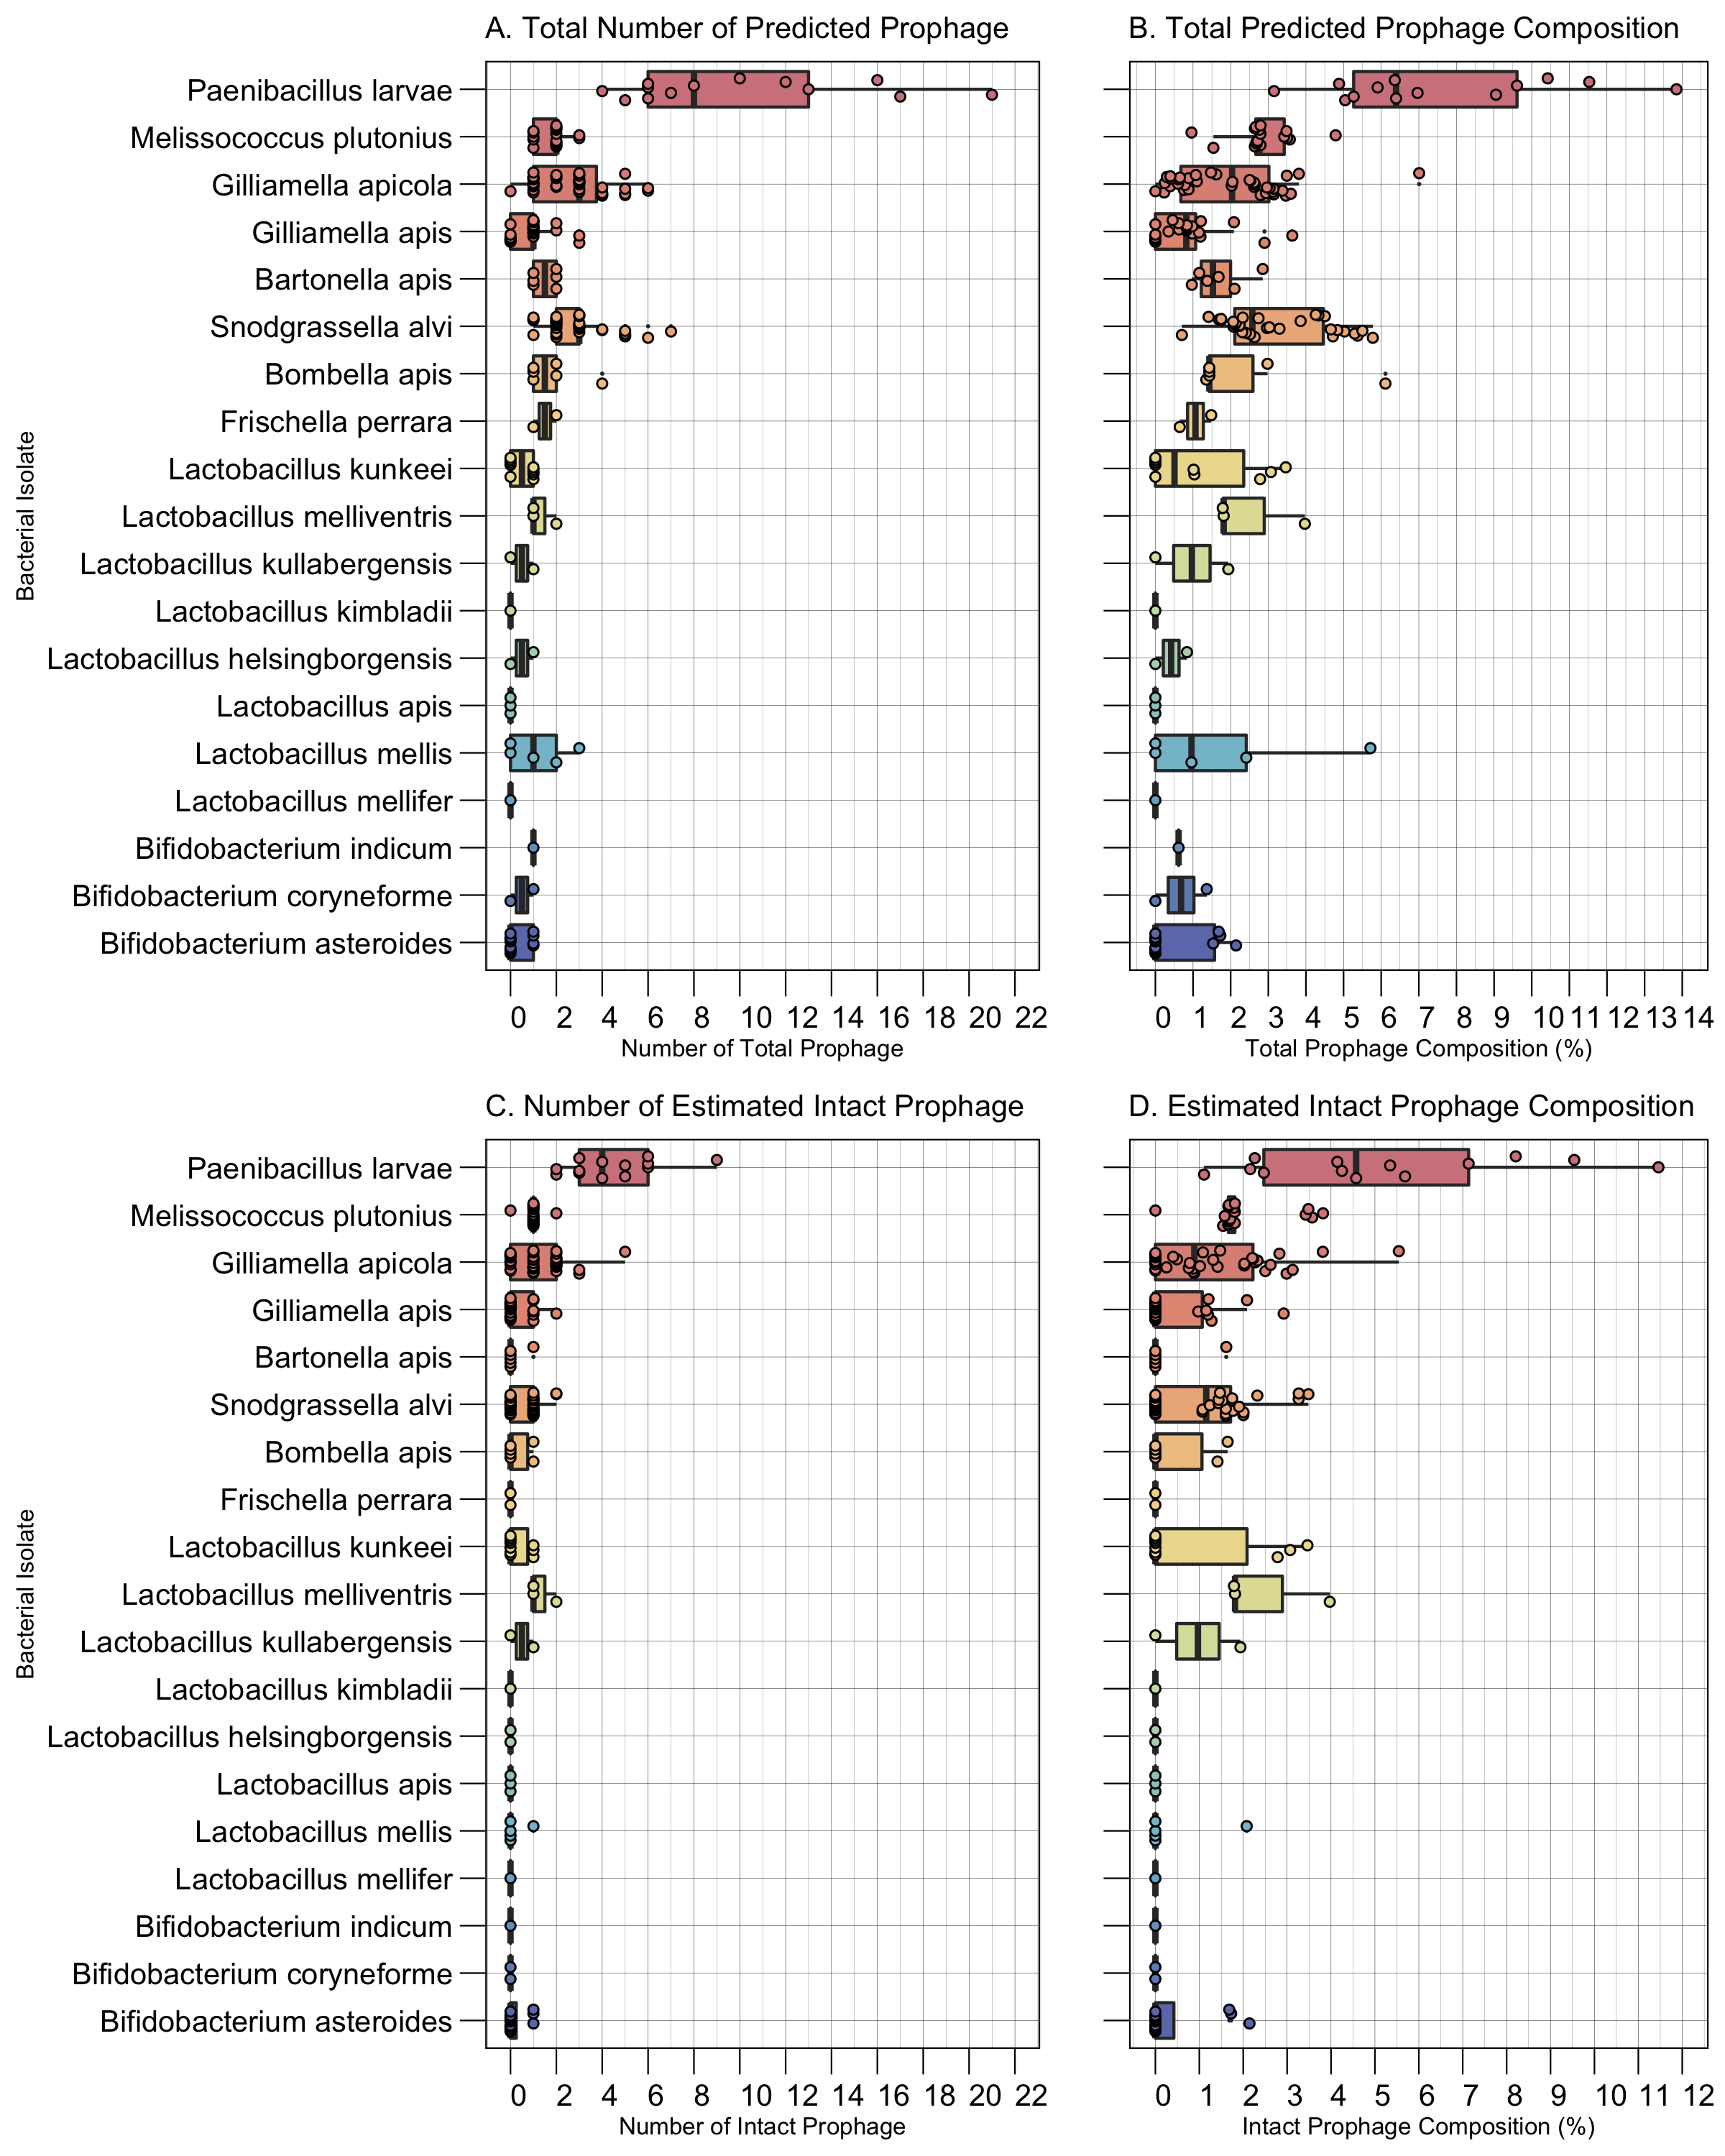 A. Total Number of Predicted Prophage
B. Total Predicted Prophage Composition
Bacterial Isolate
Paenibacillus larvae
Melissococcus plutonius
Gilliamella apicola
Gilliamella apis
Bartonella apis
Snodgrassella alvi
Bombella apis
Frischella perrara
Lactobacillus kunkeei
Lactobacillus melliventris
Lactobacillus kullabergensis
Lactobacillus kimbladii
Lactobacillus helsingborgensis
Lactobacillus apis
Lactobacillus mellis
Lactobacillus mellifer
Bifidobacterium indicum
Bifidobacterium coryneforme
Bifidobacterium asteroides
0 2 4 6 8 10 12 14 16 18 20 22
0 1 2 3 4 5 6 7 8 9 10 11 12 13 14
Number of Total Prophage
Total Prophage Composition (%)
C. Number of Estimated Intact Prophage
D. Estimated Intact Prophage Composition
Bacterial Isolate
Paenibacillus larvae
Melissococcus plutonius
Gilliamella apicola
Gilliamella apis
Bartonella apis
Snodgrassella alvi
Bombella apis
Frischella perrara
Lactobacillus kunkeei
Lactobacillus melliventris
Lactobacillus kullabergensis
Lactobacillus kimbladii
Lactobacillus helsingborgensis
Lactobacillus apis
Lactobacillus mellis
Lactobacillus mellifer
Bifidobacterium indicum
Bifidobacterium coryneforme
Bifidobacterium asteroides
0 2 4 6 8 10 12 14 16 18 20 22
0 1 2 3 4 5 6 7 8 9 10 11 12
Number of Intact Prophage
Intact Prophage Composition (%)